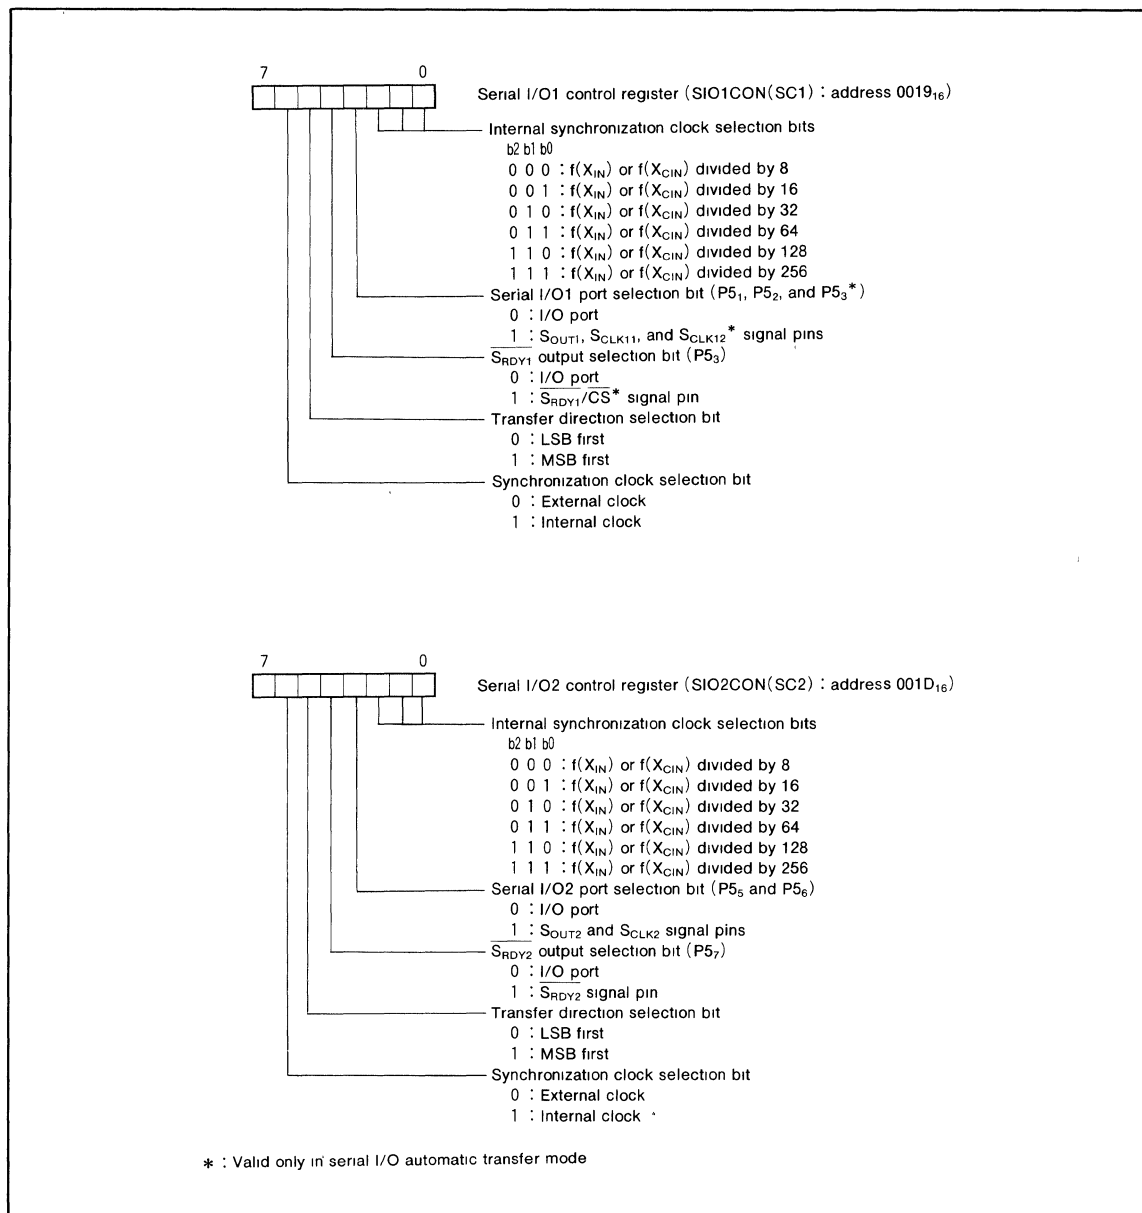 7 0
Serial I/O1 control register (SIO1CON(SC1) : address 0019₁₆)
Internal synchronization clock selection bits
b2 b1 b0
0 0 0 : f(X_IN) or f(X_CIN) divided by 8
0 0 1 : f(X_IN) or f(X_CIN) divided by 16
0 1 0 : f(X_IN) or f(X_CIN) divided by 32
0 1 1 : f(X_IN) or f(X_CIN) divided by 64
1 1 0 : f(X_IN) or f(X_CIN) divided by 128
1 1 1 : f(X_IN) or f(X_CIN) divided by 256
Serial I/O1 port selection bit (P5₁, P5₂, and P5₃*)
0 : I/O port
1 : S_OUT1, S_CLK11, and S_CLK12* signal pins
S̅_RDY1 output selection bit (P5₃)
0 : I/O port
1 : S̅_RDY1/C̅S̅* signal pin
Transfer direction selection bit
0 : LSB first
1 : MSB first
Synchronization clock selection bit
0 : External clock
1 : Internal clock
7 0
Serial I/O2 control register (SIO2CON(SC2) : address 001D₁₆)
Internal synchronization clock selection bits
b2 b1 b0
0 0 0 : f(X_IN) or f(X_CIN) divided by 8
0 0 1 : f(X_IN) or f(X_CIN) divided by 16
0 1 0 : f(X_IN) or f(X_CIN) divided by 32
0 1 1 : f(X_IN) or f(X_CIN) divided by 64
1 1 0 : f(X_IN) or f(X_CIN) divided by 128
1 1 1 : f(X_IN) or f(X_CIN) divided by 256
Serial I/O2 port selection bit (P5₅ and P5₆)
0 : I/O port
1 : S_OUT2 and S_CLK2 signal pins
S̅_RDY2 output selection bit (P5₇)
0 : I/O port
1 : S̅_RDY2 signal pin
Transfer direction selection bit
0 : LSB first
1 : MSB first
Synchronization clock selection bit
0 : External clock
1 : Internal clock
* : Valid only in serial I/O automatic transfer mode